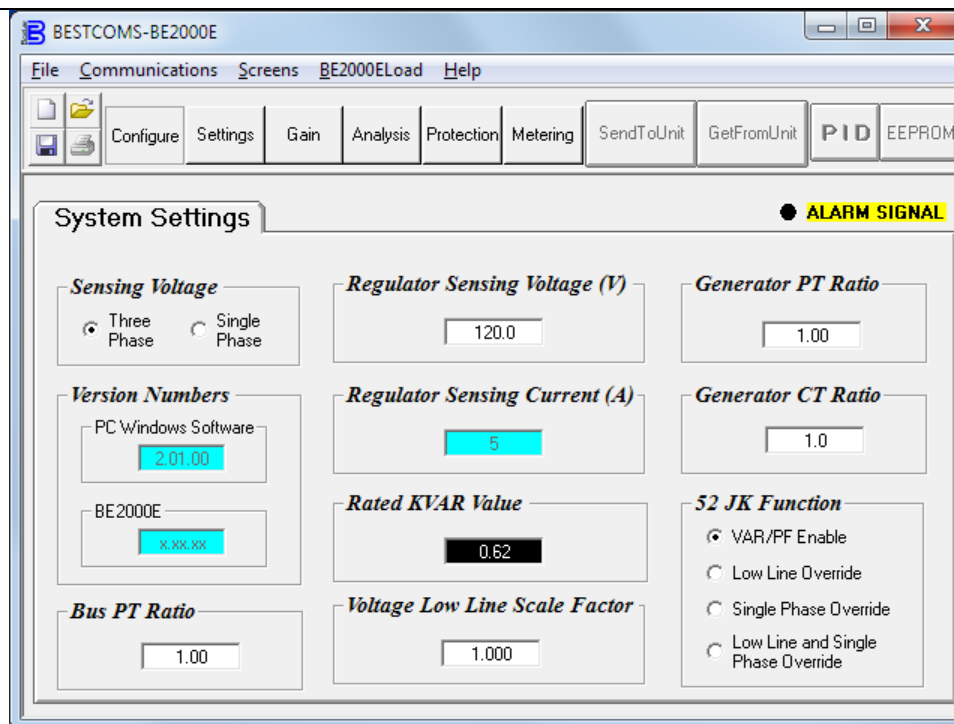 BESTCOMS-BE2000E
File Communications Screens BE2000ELoad Help
Configure Settings Gain Analysis Protection Metering SendToUnit GetFromUnit PID EEPROM
System Settings
ALARM SIGNAL
Sensing Voltage
Three Phase
Single Phase
Version Numbers
PC Windows Software
2.01.00
BE2000E
x.xx.xx
Bus PT Ratio
1.00
Regulator Sensing Voltage (V)
120.0
Regulator Sensing Current (A)
5
Rated KVAR Value
0.62
Voltage Low Line Scale Factor
1.000
Generator PT Ratio
1.00
Generator CT Ratio
1.0
52 JK Function
VAR/PF Enable
Low Line Override
Single Phase Override
Low Line and Single
Phase Override